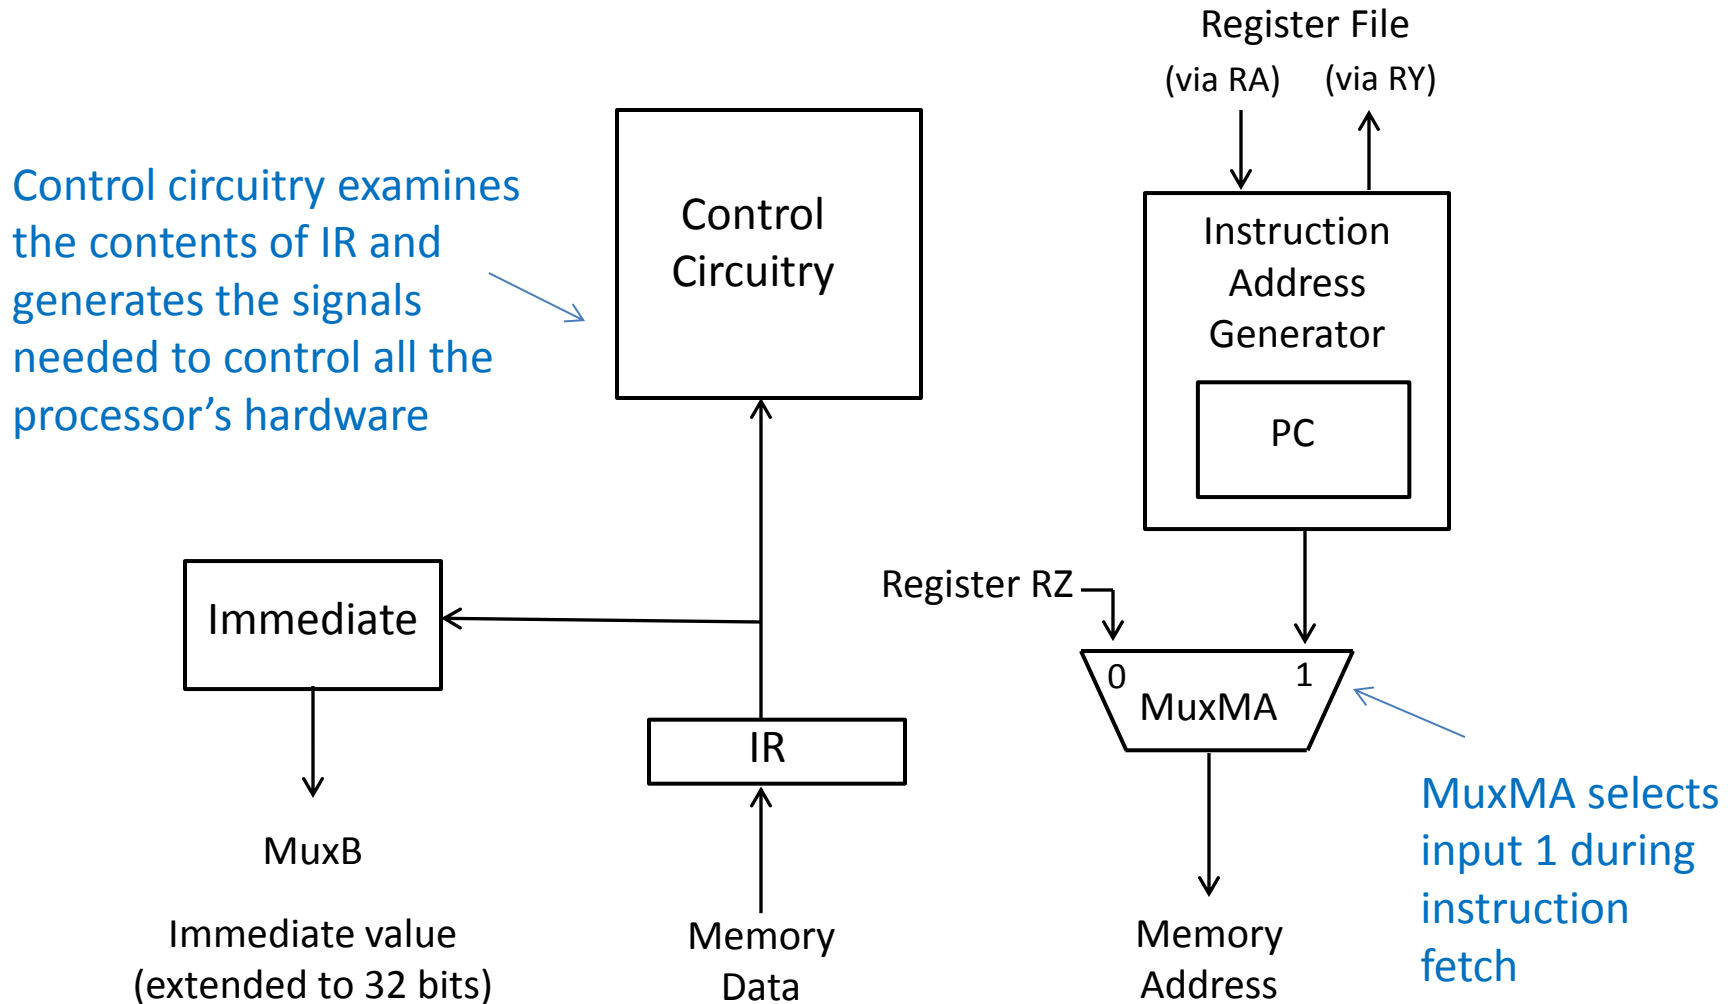 Register File
(via RA) (via RY)
Control circuitry examines
the contents of IR and
generates the signals
needed to control all the
processor’s hardware
Control
Circuitry
Instruction
Address
Generator
PC
Immediate
Register RZ
0 1
MuxMA
IR
MuxB
MuxMA selects
input 1 during
instruction
fetch
Immediate value
(extended to 32 bits)
Memory
Data
Memory
Address